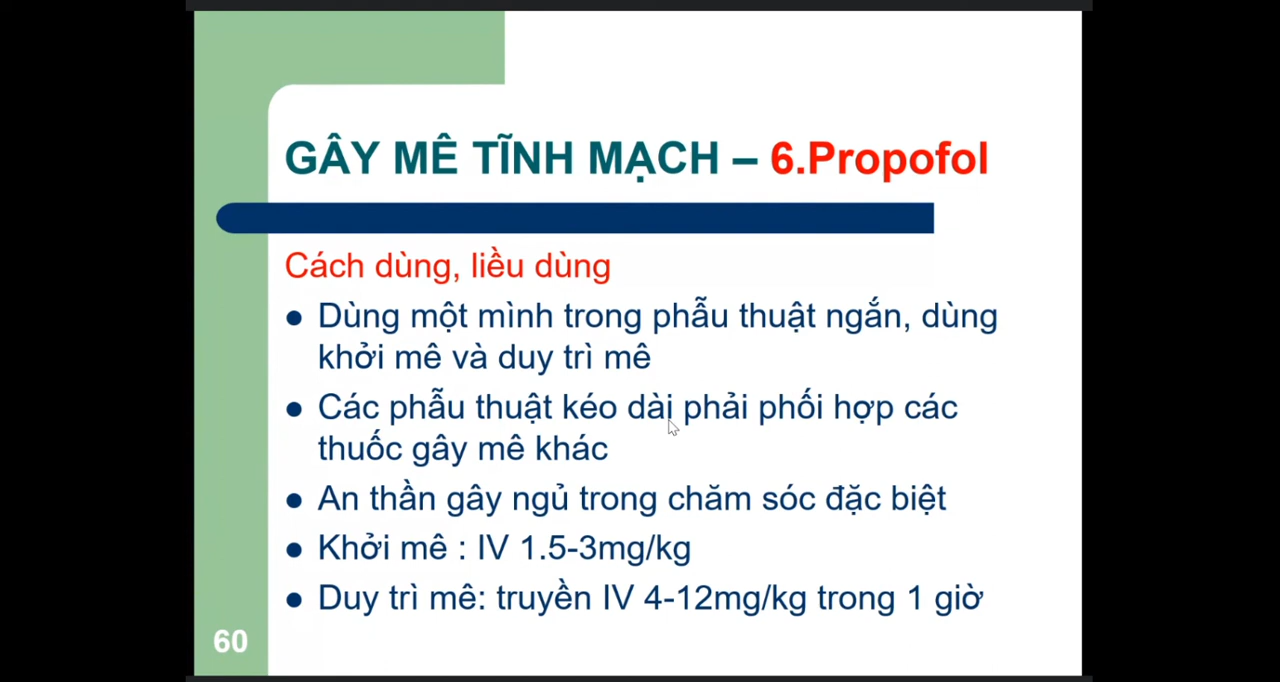 GÂY MÊ TĨNH MẠCH – 6.Propofol
Cách dùng, liều dùng
● Dùng một mình trong phẫu thuật ngắn, dùng
khởi mê và duy trì mê
● Các phẫu thuật kéo dài phải phối hợp các
thuốc gây mê khác
● An thần gây ngủ trong chăm sóc đặc biệt
● Khởi mê : IV 1.5-3mg/kg
● Duy trì mê: truyền IV 4-12mg/kg trong 1 giờ
60